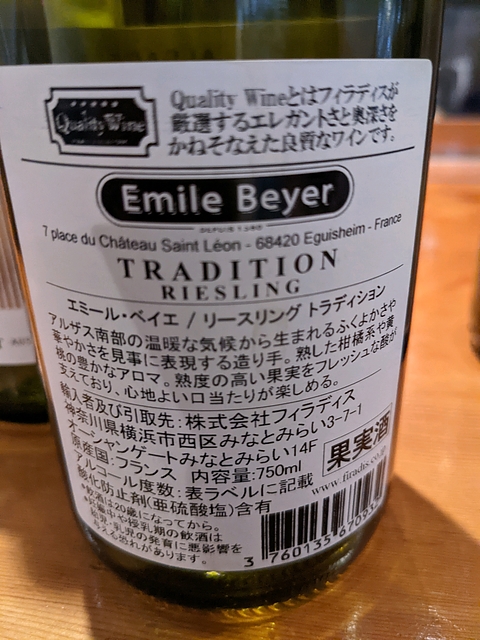 Quality Wine
Quality Wineとはフィラディスが
厳選するエレガントさと奥深さを
かねそなえた良質なワインです。
Emile Beyer
DEPUIS 1580
7 place du Château Saint Léon - 68420 Eguisheim - France
TRADITION
RIESLING
エミール・ベイエ / リースリング トラディション
アルザス南部の温暖な気候から生まれるふくよかさや
華やかさを見事に表現する造り手。熟した柑橘系や黄
桃の豊かなアロマ。熟度の高い果実をフレッシュな酸が
支えており、心地よい口当たりが楽しめる。
輸入者及び引取先：株式会社フィラディス
神奈川県横浜市西区みなとみらい3-7-1
オーシャンゲートみなとみらい14F
原産国：フランス 内容量：750ml
果実酒
アルコール度数：表ラベルに記載
www.firadis.co.jp
酸化防止剤(亜硫酸塩)含有
*飲酒は20歳になってから。
*妊娠中や授乳期の飲酒は
胎児・乳児の発育に悪影響を
与える恐れがあります。
3 760135 67093